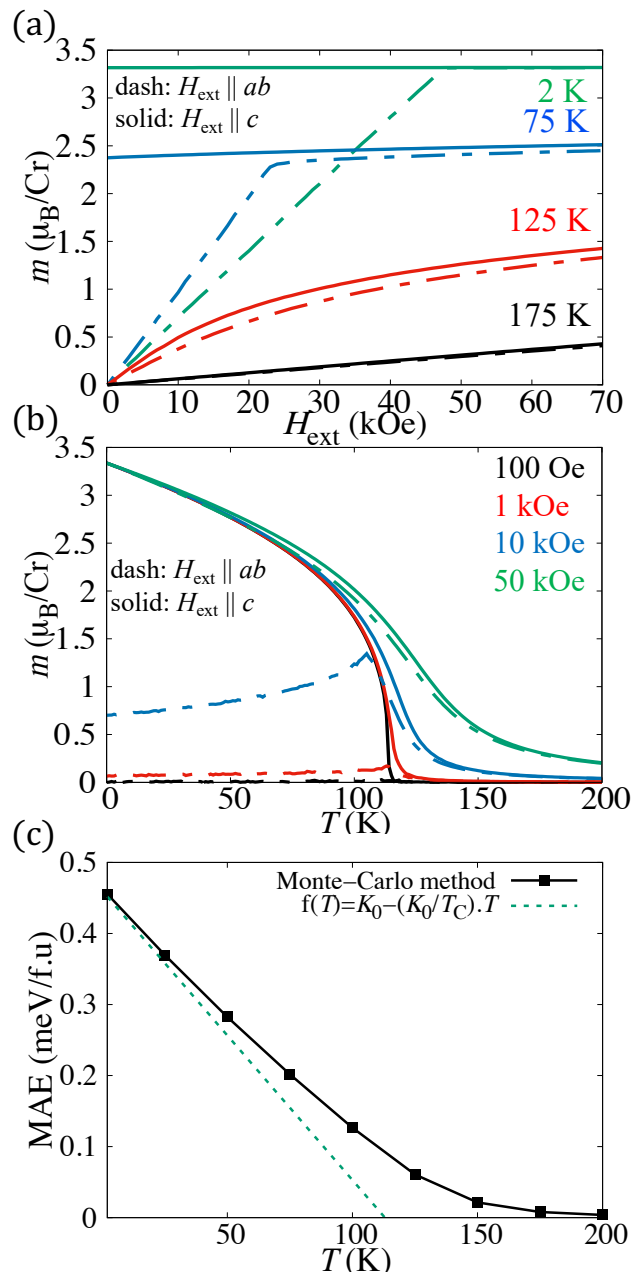 (a)
3.5
3
2.5
2
1.5
1
0.5
0
m (μB/Cr)
dash: Hext || ab
solid: Hext || c
2 K
75 K
125 K
175 K
0 10 20 30 40 50 60 70
Hext (kOe)
(b)
3.5
3
2.5
2
1.5
1
0.5
0
m (μB/Cr)
100 Oe
1 kOe
10 kOe
50 kOe
dash: Hext || ab
solid: Hext || c
0 50 100 150 200
T (K)
(c)
0.5
0.4
0.3
0.2
0.1
0
MAE (meV/f.u)
Monte−Carlo method
f(T)=K0−(K0/TC).T
50 100 150 200
T (K)